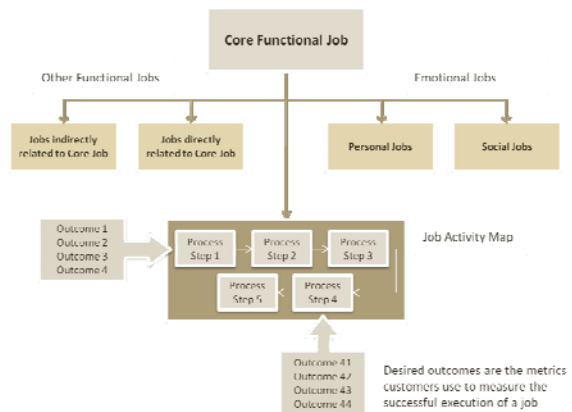 Core Functional Job
Other Functional Jobs
Emotional Jobs
Jobs indirectly
related to Core Job
Jobs directly
related to Core Job
Personal Jobs
Social Jobs
Outcome 1
Outcome 2
Outcome 3
Outcome 4
Process
Step 1
Process
Step 2
Process
Step 3
Job Activity Map
Process
Step 5
Process
Step 4
Outcome 41
Outcome 42
Outcome 43
Outcome 44
Desired outcomes are the metrics
customers use to measure the
successful execution of a job